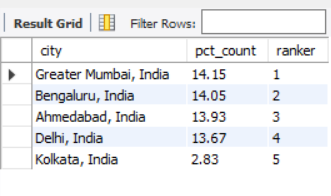 Result Grid Filter Rows:
city pct_count ranker
Greater Mumbai, India 14.15 1
Bengaluru, India 14.05 2
Ahmedabad, India 13.93 3
Delhi, India 13.67 4
Kolkata, India 2.83 5